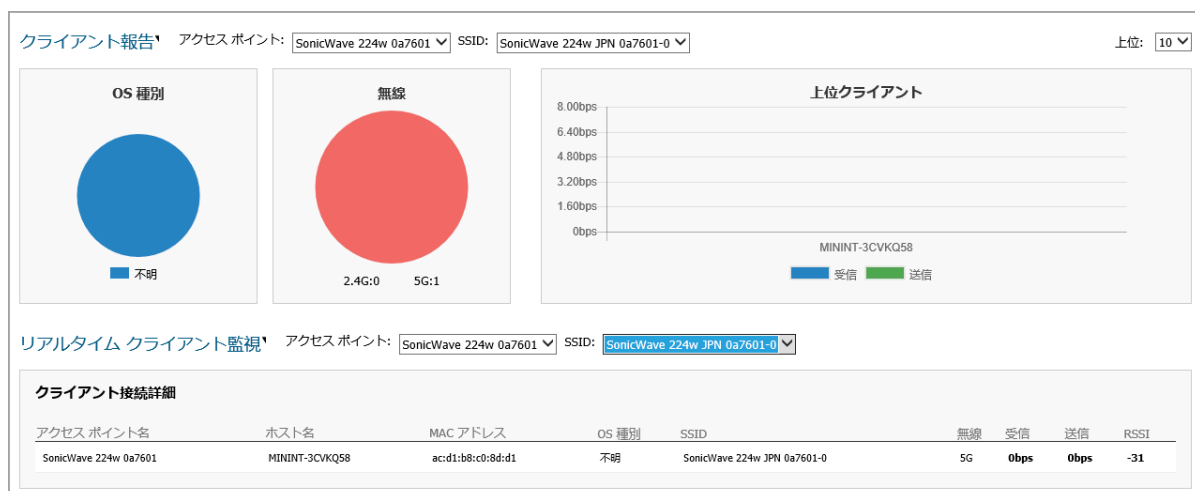 クライアント報告 アクセス ポイント: SonicWave 224w 0a7601 SSID: SonicWave 224w JPN 0a7601-0 上位: 10
OS 種別
不明
無線
2.4G:0 5G:1
上位クライアント
8.00bps
6.40bps
4.80bps
3.20bps
1.60bps
0bps
MININT-3CVKQ58
受信 送信
リアルタイム クライアント監視 アクセス ポイント: SonicWave 224w 0a7601 SSID: SonicWave 224w JPN 0a7601-0
クライアント接続詳細
アクセス ポイント名 ホスト名 MAC アドレス OS 種別 SSID 無線 受信 送信 RSSI
SonicWave 224w 0a7601 MININT-3CVKQ58 ac:d1:b8:c0:8d:d1 不明 SonicWave 224w JPN 0a7601-0 5G 0bps 0bps -31